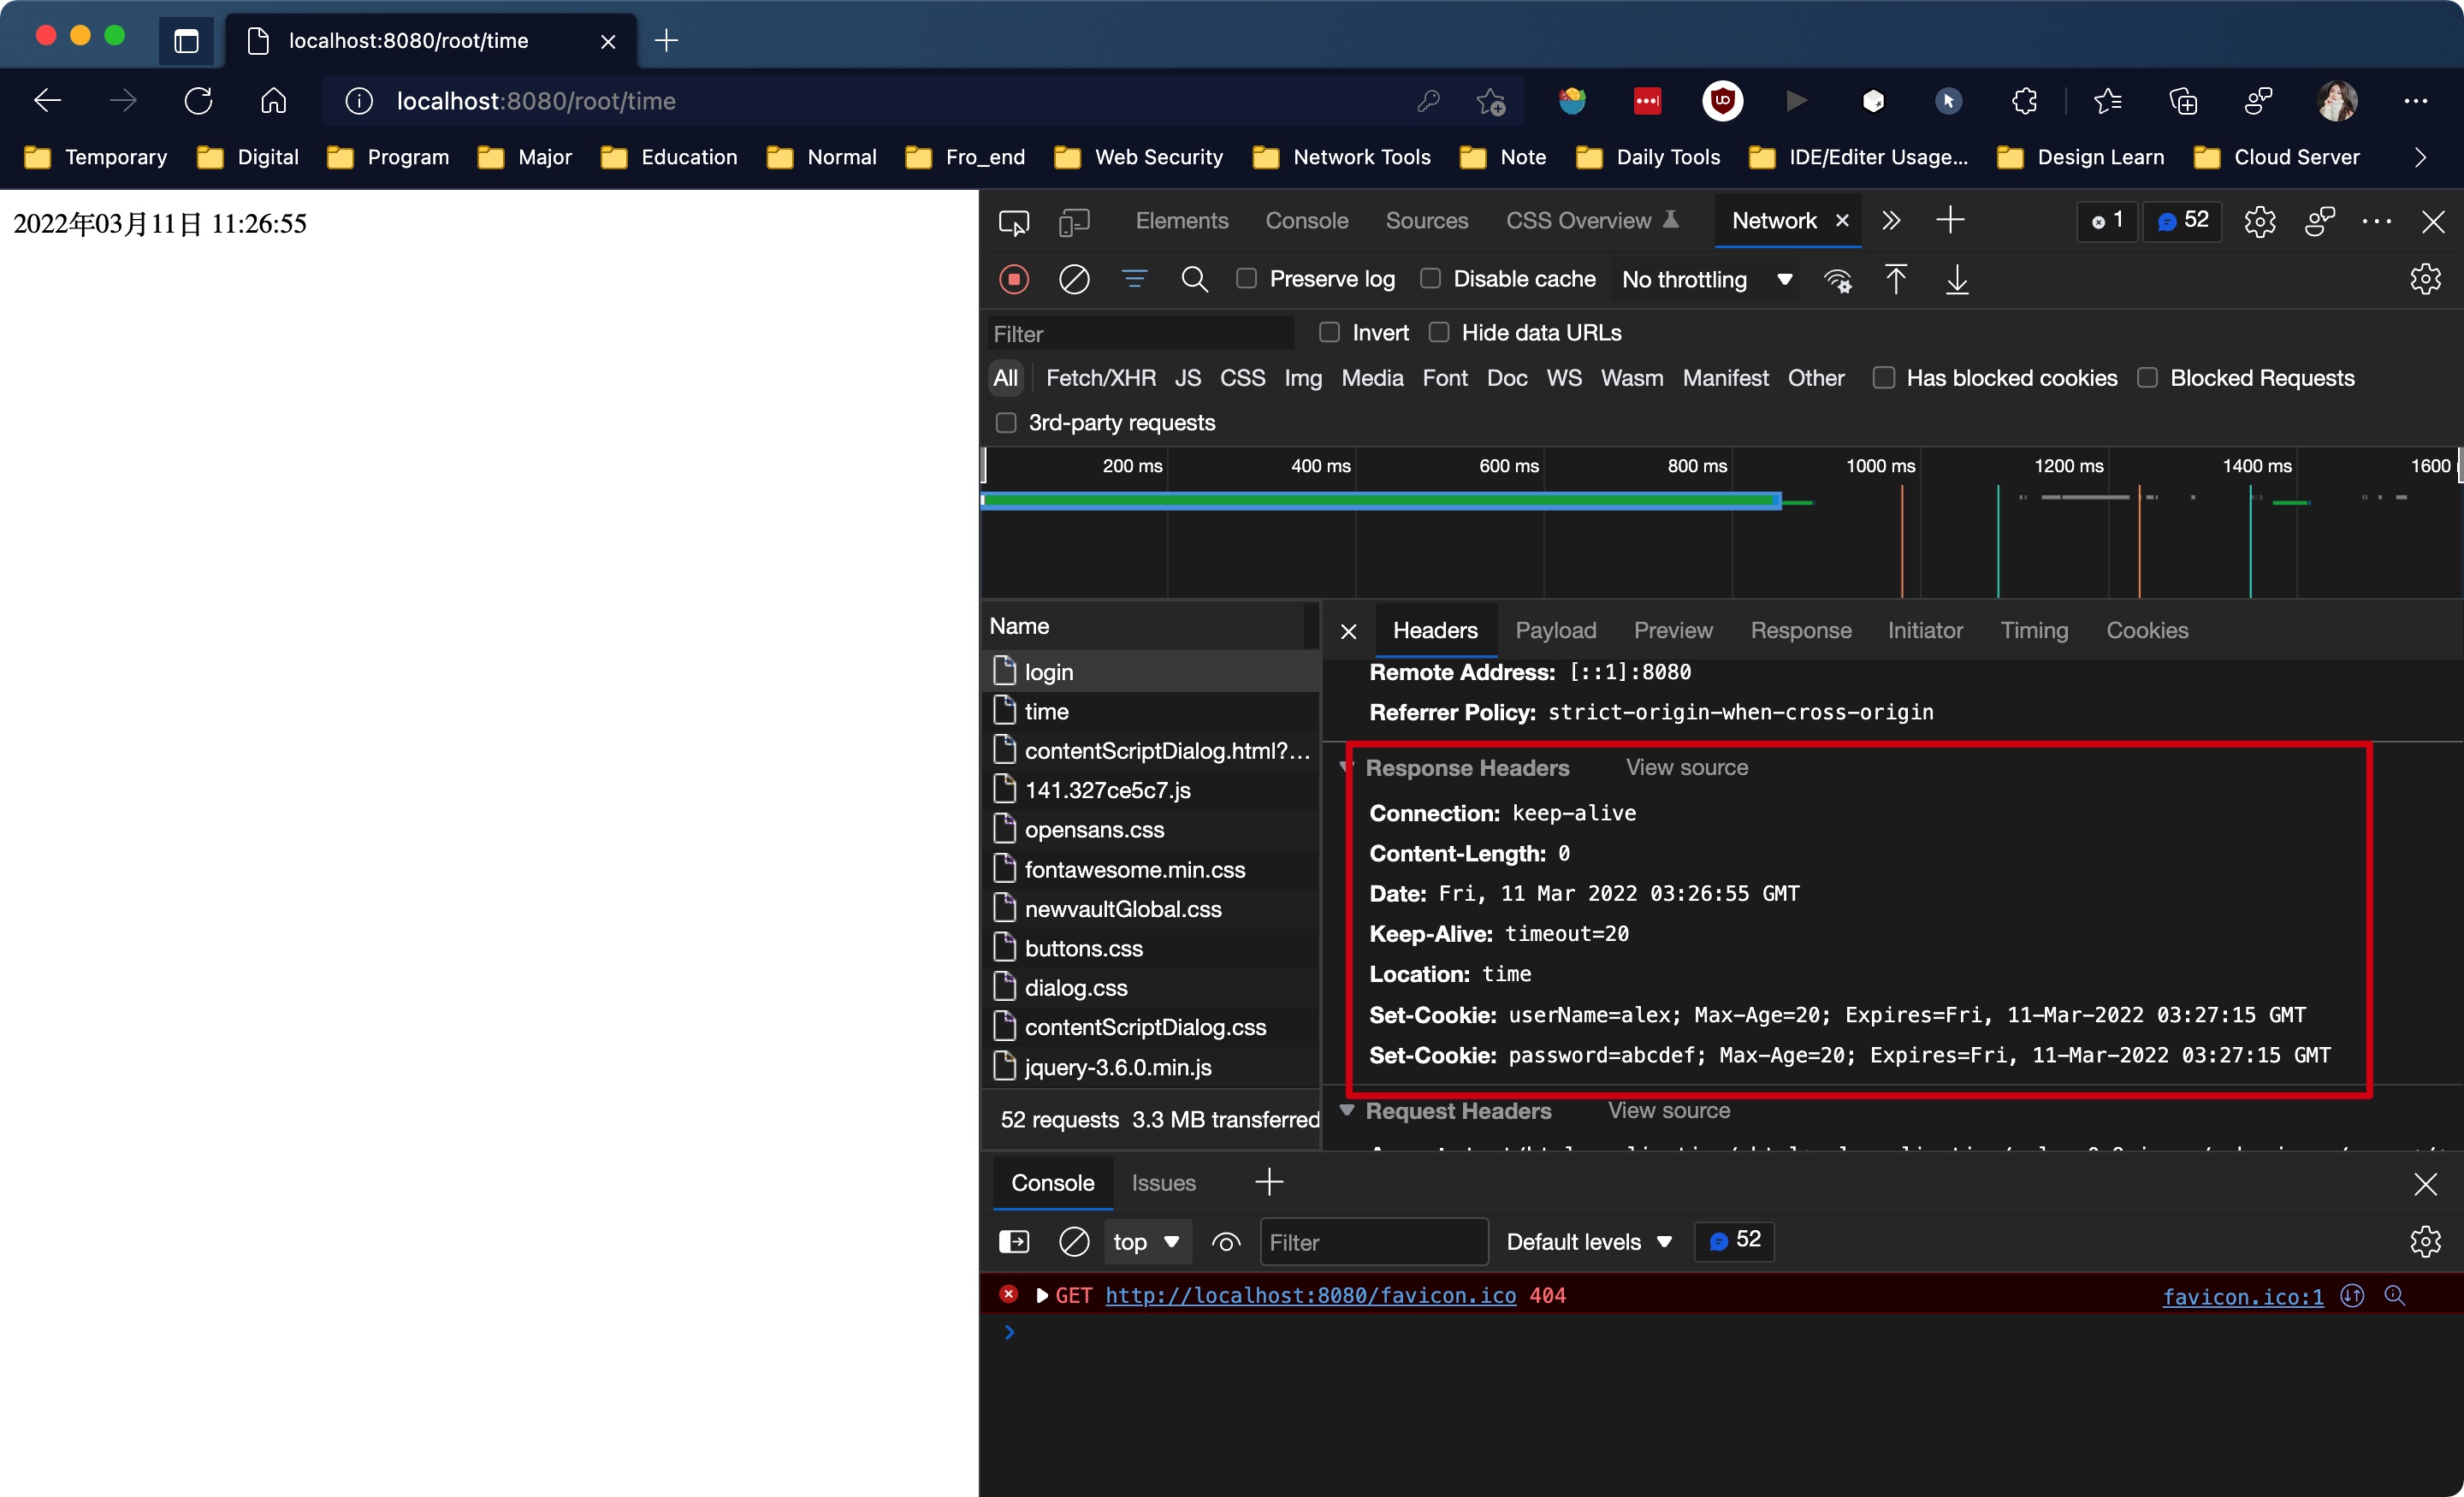 localhost:8080/root/time
localhost:8080/root/time
Temporary Digital Program Major Education Normal Fro_end Web Security Network Tools Note Daily Tools IDE/Editer Usage... Design Learn Cloud Server
2022年03月11日 11:26:55
Elements Console Sources CSS Overview Network 1 52
Preserve log Disable cache No throttling
Filter Invert Hide data URLs
All Fetch/XHR JS CSS Img Media Font Doc WS Wasm Manifest Other Has blocked cookies Blocked Requests
3rd-party requests
200 ms 400 ms 600 ms 800 ms 1000 ms 1200 ms 1400 ms 1600
Name
login
time
contentScriptDialog.html?...
141.327ce5c7.js
opensans.css
fontawesome.min.css
newvaultGlobal.css
buttons.css
dialog.css
contentScriptDialog.css
jquery-3.6.0.min.js
52 requests 3.3 MB transferred
Headers Payload Preview Response Initiator Timing Cookies
Remote Address: [::1]:8080
Referrer Policy: strict-origin-when-cross-origin
Response Headers View source
Connection: keep-alive
Content-Length: 0
Date: Fri, 11 Mar 2022 03:26:55 GMT
Keep-Alive: timeout=20
Location: time
Set-Cookie: userName=alex; Max-Age=20; Expires=Fri, 11-Mar-2022 03:27:15 GMT
Set-Cookie: password=abcdef; Max-Age=20; Expires=Fri, 11-Mar-2022 03:27:15 GMT
Request Headers View source
Console Issues
top Filter Default levels 52
GET http://localhost:8080/favicon.ico 404 favicon.ico:1